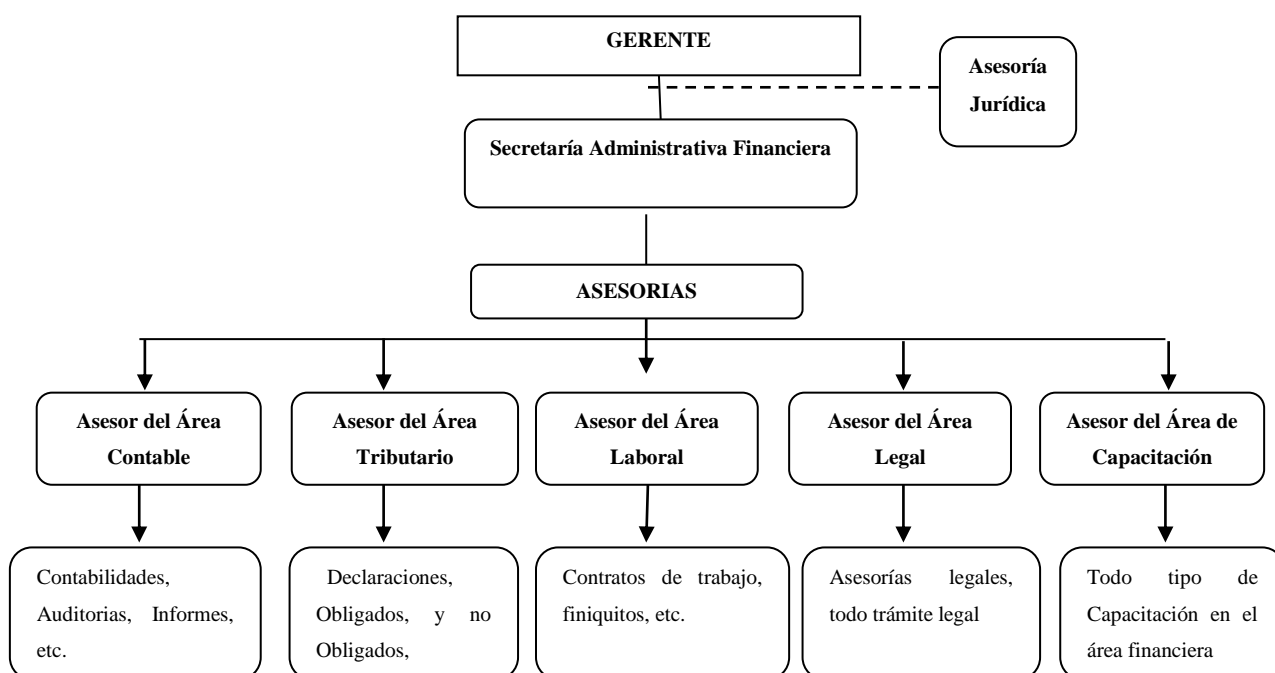 GERENTE
Asesoría
Jurídica
Secretaría Administrativa Financiera
ASESORIAS
Asesor del Área
Contable
Asesor del Área
Tributario
Asesor del Área
Laboral
Asesor del Área
Legal
Asesor del Área de
Capacitación
Contabilidades,
Auditorias, Informes,
etc.
Declaraciones,
Obligados, y no
Obligados,
Contratos de trabajo,
finiquitos, etc.
Asesorías legales,
todo trámite legal
Todo tipo de
Capacitación en el
área financiera